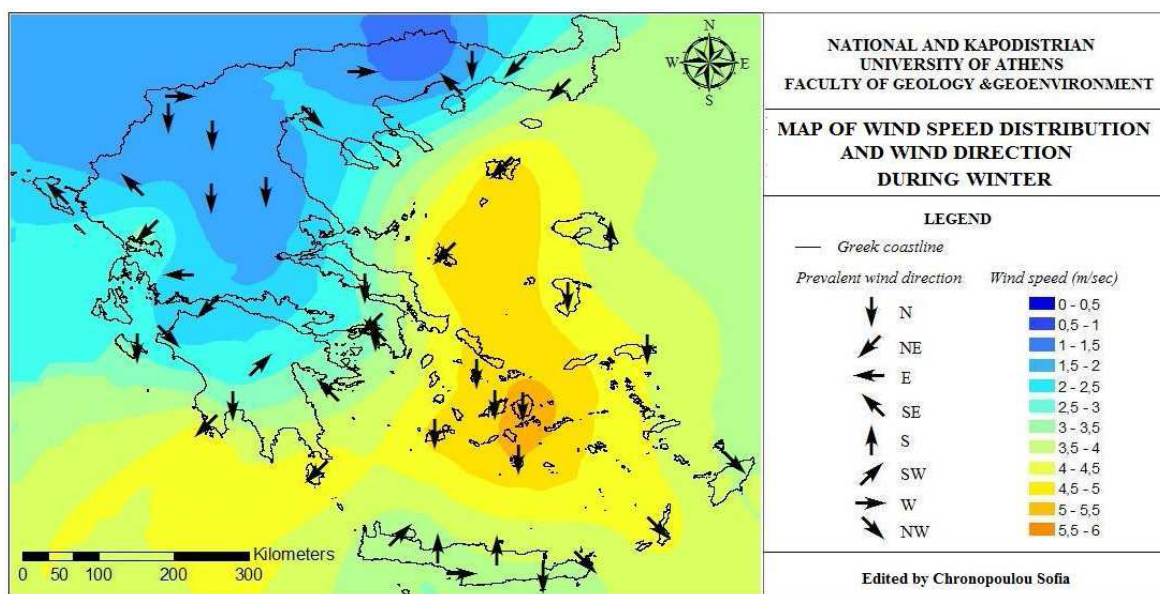 N
W E
S
Kilometers
0 50 100 200 300
NATIONAL AND KAPODISTRIAN
UNIVERSITY OF ATHENS
FACULTY OF GEOLOGY &GEOENVIRONMENT
MAP OF WIND SPEED DISTRIBUTION
AND WIND DIRECTION
DURING WINTER
LEGEND
Greek coastline
Prevalent wind direction Wind speed (m/sec)
N
NE
E
SE
S
SW
W
NW
0 - 0,5
0,5 - 1
1 - 1,5
1,5 - 2
2 - 2,5
2,5 - 3
3 - 3,5
3,5 - 4
4 - 4,5
4,5 - 5
5 - 5,5
5,5 - 6
Edited by Chronopoulou Sofia